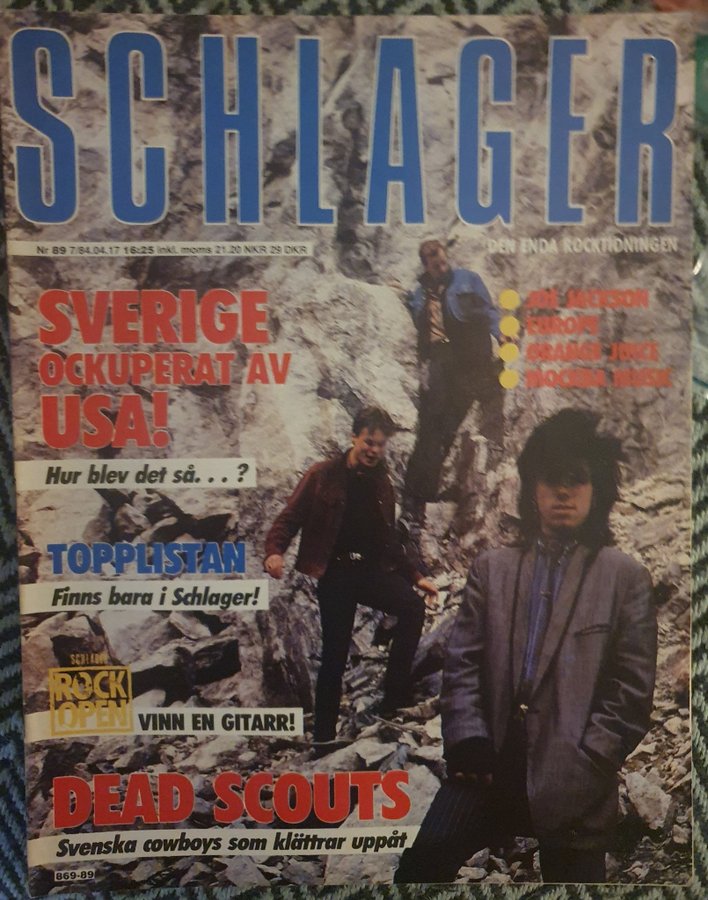 SCHLAGER
Nr 89 7/84.04.17 16:25 inkl. moms 21.20 NKR 29 DKR
DEN ENDA ROCKTIDNINGEN
SVERIGE
OCKUPERAT AV
USA!
Hur blev det så. . . ?
JOE JACKSON
EUROPE
ORANGE JUICE
MOCEBA MUSIC
TOPPLISTAN
Finns bara i Schlager!
SCHLAGER
ROCK
OPEN
VINN EN GITARR!
DEAD SCOUTS
Svenska cowboys som klättrar uppåt
869-89